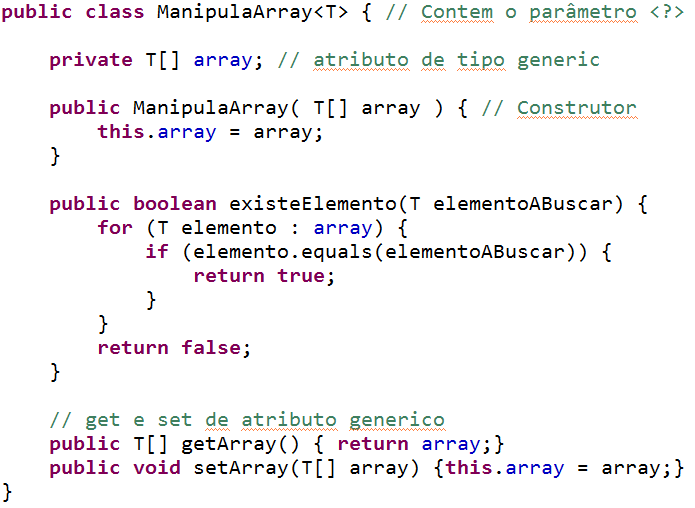 public class ManipulaArray<T> { // Contem o parâmetro <?>
private T[] array; // atributo de tipo generic
public ManipulaArray( T[] array ) { // Construtor
this.array = array;
}
public boolean existeElemento(T elementoABuscar) {
for (T elemento : array) {
if (elemento.equals(elementoABuscar)) {
return true;
}
}
return false;
}
// get e set de atributo generico
public T[] getArray() { return array;}
public void setArray(T[] array) {this.array = array;}
}